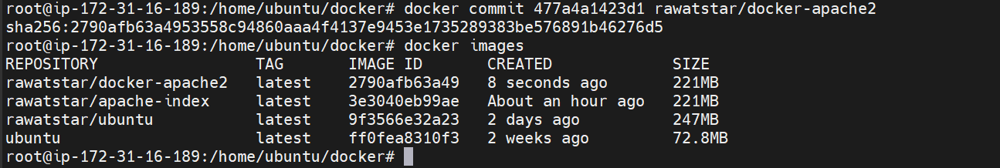 root@ip-172-31-16-189:/home/ubuntu/docker# docker commit 477a4a1423d1 rawatstar/docker-apache2
sha256:2790afb63a4953558c94860aaa4f4137e9453e1735289383be576891b46276d5
root@ip-172-31-16-189:/home/ubuntu/docker# docker images
REPOSITORY                 TAG       IMAGE ID       CREATED             SIZE
rawatstar/docker-apache2   latest    2790afb63a49   8 seconds ago       221MB
rawatstar/apache-index     latest    3e3040eb99ae   About an hour ago   221MB
rawatstar/ubuntu           latest    9f3566e32a23   2 days ago          247MB
ubuntu                     latest    ff0fea8310f3   2 weeks ago         72.8MB
root@ip-172-31-16-189:/home/ubuntu/docker#